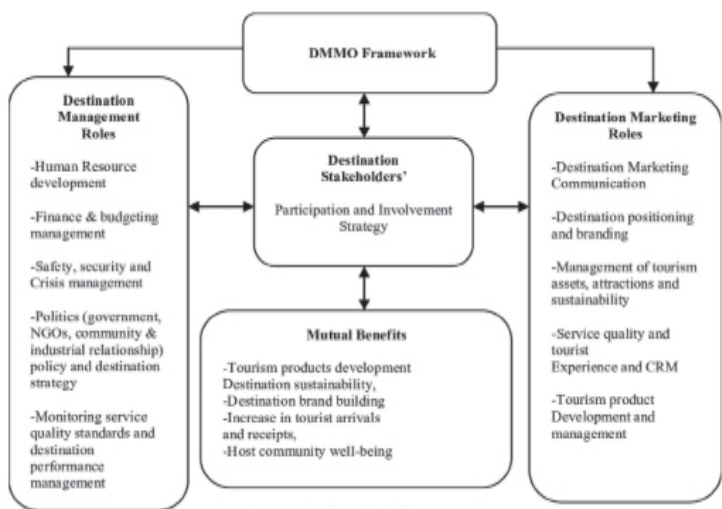 DMMO Framework
Destination
Management
Roles
-Human Resource
development
-Finance & budgeting
management
-Safety, security and
Crisis management
-Politics (government,
NGOs, community &
industrial relationship)
policy and destination
strategy
-Monitoring service
quality standards and
destination
performance
management
Destination
Stakeholders'
Participation and Involvement
Strategy
Mutual Benefits
-Tourism products development
Destination sustainability,
-Destination brand building
-Increase in tourist arrivals
and receipts,
-Host community well-being
Destination Marketing
Roles
-Destination Marketing
Communication
-Destination positioning
and branding
-Management of tourism
assets, attractions and
sustainability
-Service quality and
tourist
Experience and CRM
-Tourism product
Development and
management